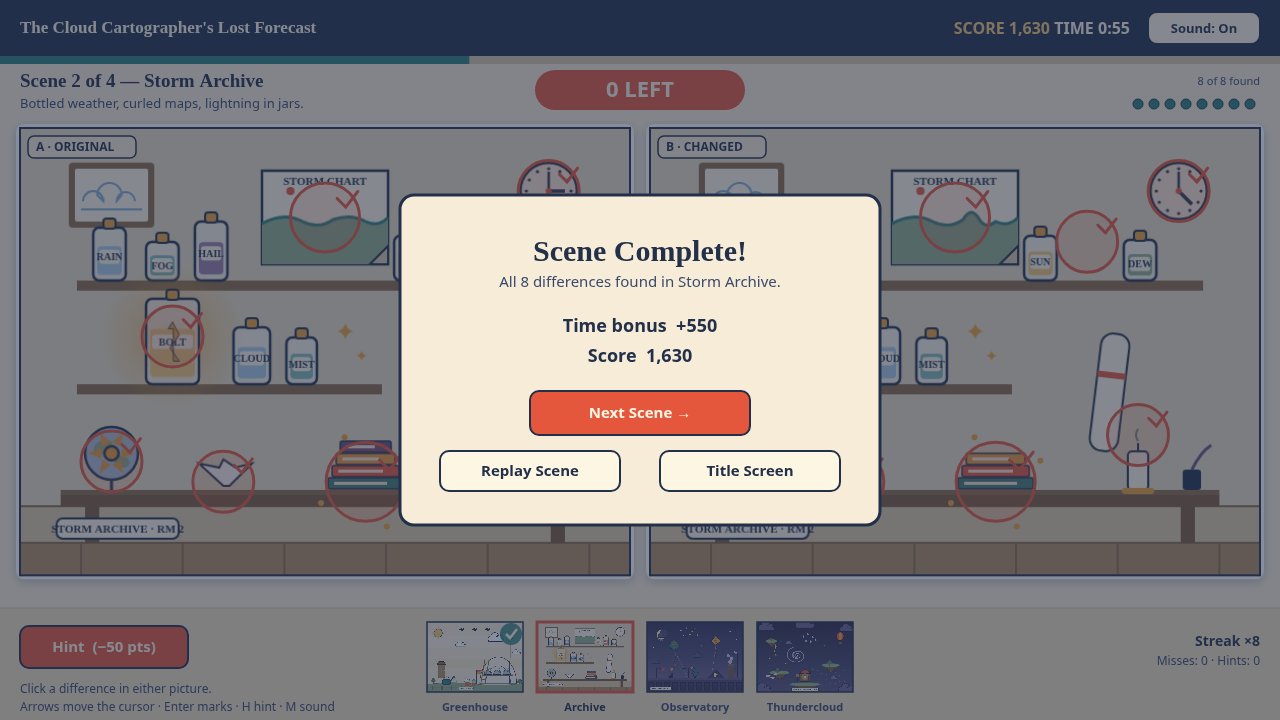 The Cloud Cartographer's Lost Forecast
SCORE 1,630 TIME 0:55
Sound: On
Scene 2 of 4 — Storm Archive
Bottled weather, curled maps, lightning in jars.
0 LEFT
8 of 8 found
A · ORIGINAL
STORM CHART
RAIN
FOG
HAIL
BOLT
CLOUD
MIST
STORM ARCHIVE · RM 2
B · CHANGED
STORM CHART
SUN
DEW
MIST
Scene Complete!
All 8 differences found in Storm Archive.
Time bonus +550
Score 1,630
Next Scene →
Replay Scene
Title Screen
Hint (−50 pts)
Click a difference in either picture.
Arrows move the cursor · Enter marks · H hint · M sound
Greenhouse
Archive
Observatory
Thundercloud
Streak ×8
Misses: 0 · Hints: 0